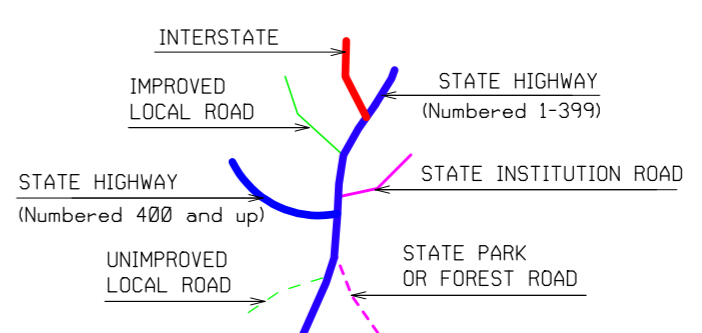 INTERSTATE
IMPROVED
LOCAL ROAD
STATE HIGHWAY
(Numbered 1-399)
STATE INSTITUTION ROAD
STATE HIGHWAY
(Numbered 400 and up)
UNIMPROVED
LOCAL ROAD
STATE PARK
OR FOREST ROAD